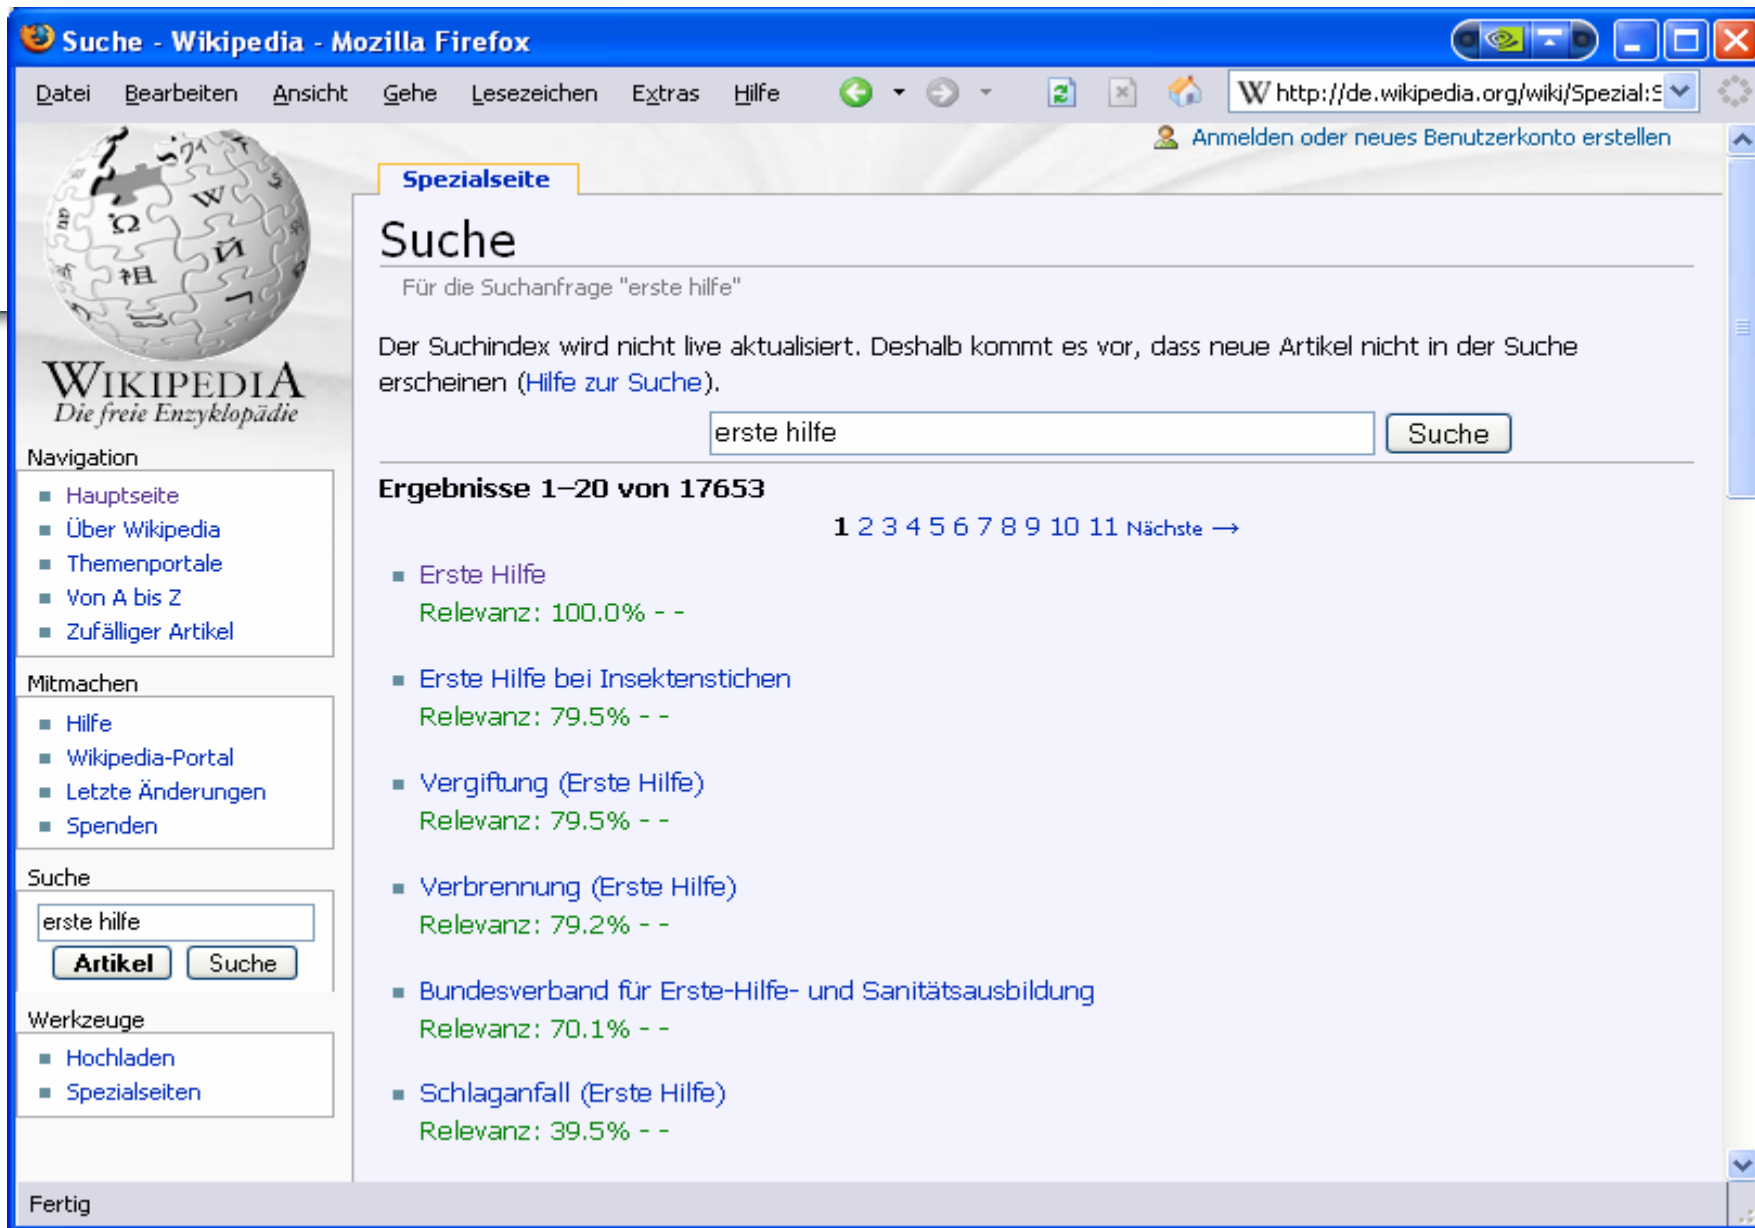 Suche - Wikipedia - Mozilla Firefox
Datei Bearbeiten Ansicht Gehe Lesezeichen Extras Hilfe
http://de.wikipedia.org/wiki/Spezial:S
Anmelden oder neues Benutzerkonto erstellen
Spezialseite
Suche
Für die Suchanfrage "erste hilfe"
Der Suchindex wird nicht live aktualisiert. Deshalb kommt es vor, dass neue Artikel nicht in der Suche
erscheinen (Hilfe zur Suche).
erste hilfe Suche
Ergebnisse 1–20 von 17653
1 2 3 4 5 6 7 8 9 10 11 Nächste →
Erste Hilfe
Relevanz: 100.0% - -
Erste Hilfe bei Insektenstichen
Relevanz: 79.5% - -
Vergiftung (Erste Hilfe)
Relevanz: 79.5% - -
Verbrennung (Erste Hilfe)
Relevanz: 79.2% - -
Bundesverband für Erste-Hilfe- und Sanitätsausbildung
Relevanz: 70.1% - -
Schlaganfall (Erste Hilfe)
Relevanz: 39.5% - -
WIKIPEDIA
Die freie Enzyklopädie
Navigation
Hauptseite
Über Wikipedia
Themenportale
Von A bis Z
Zufälliger Artikel
Mitmachen
Hilfe
Wikipedia-Portal
Letzte Änderungen
Spenden
Suche
erste hilfe
Artikel Suche
Werkzeuge
Hochladen
Spezialseiten
Fertig